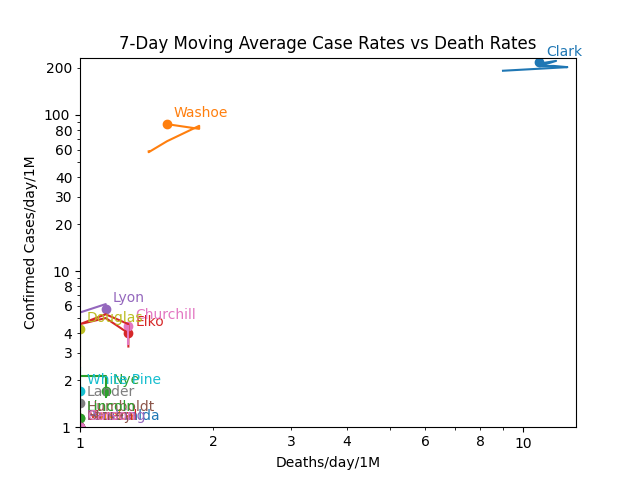 7-Day Moving Average Case Rates vs Death Rates
Clark
Washoe
Lyon
Churchill
Douglas
Elko
White Pine
Nye
Lander
Humboldt
Confirmed Cases/day/1M
200
100
80
60
40
30
20
10
8
6
4
3
2
1
1
2
3
4
6
8
10
Deaths/day/1M